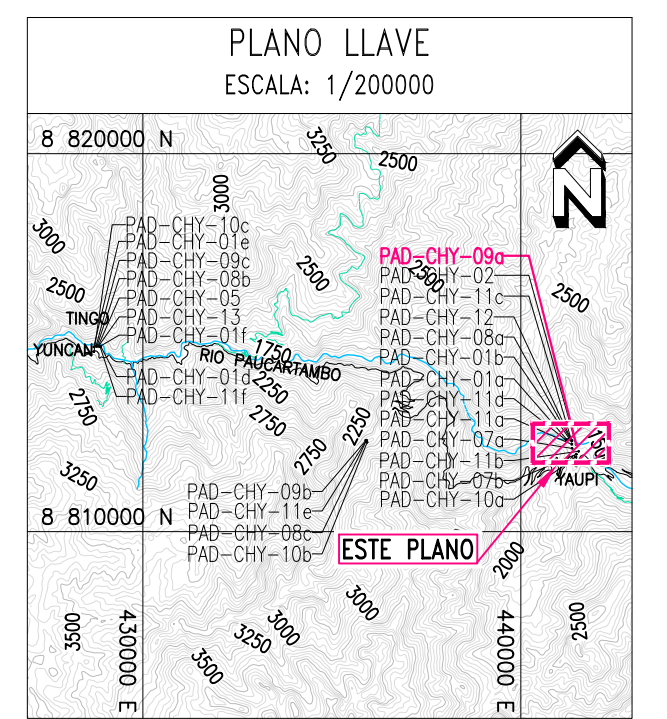 PLANO LLAVE
ESCALA: 1/200000
8 820000 N
3250
2500
N
3000
3000
PAD-CHY-10c
PAD-CHY-01e
PAD-CHY-09c
PAD-CHY-08b
PAD-CHY-05
PAD-CHY-13
PAD-CHY-01f
PAD-CHY-01d
PAD-CHY-11f
2500
TINGO
YUNCAN
2750
3250
2500
1750
RIO PAUCARTAMBO
2250
2750
2750
2250
PAD-CHY-09a
PAD-CHY-02
PAD-CHY-11c
PAD-CHY-12
PAD-CHY-08a
PAD-CHY-01b
PAD-CHY-01a
PAD-CHY-11d
PAD-CHY-11a
PAD-CHY-07a
PAD-CHY-11b
PAD-CHY-07b
PAD-CHY-10a
2500
2500
YAUPI
PAD-CHY-09b
PAD-CHY-11e
PAD-CHY-08c
PAD-CHY-10b
8 810000 N
ESTE PLANO
2000
3500
430000 E
3250
3000
3000
3500
440000 E
2500